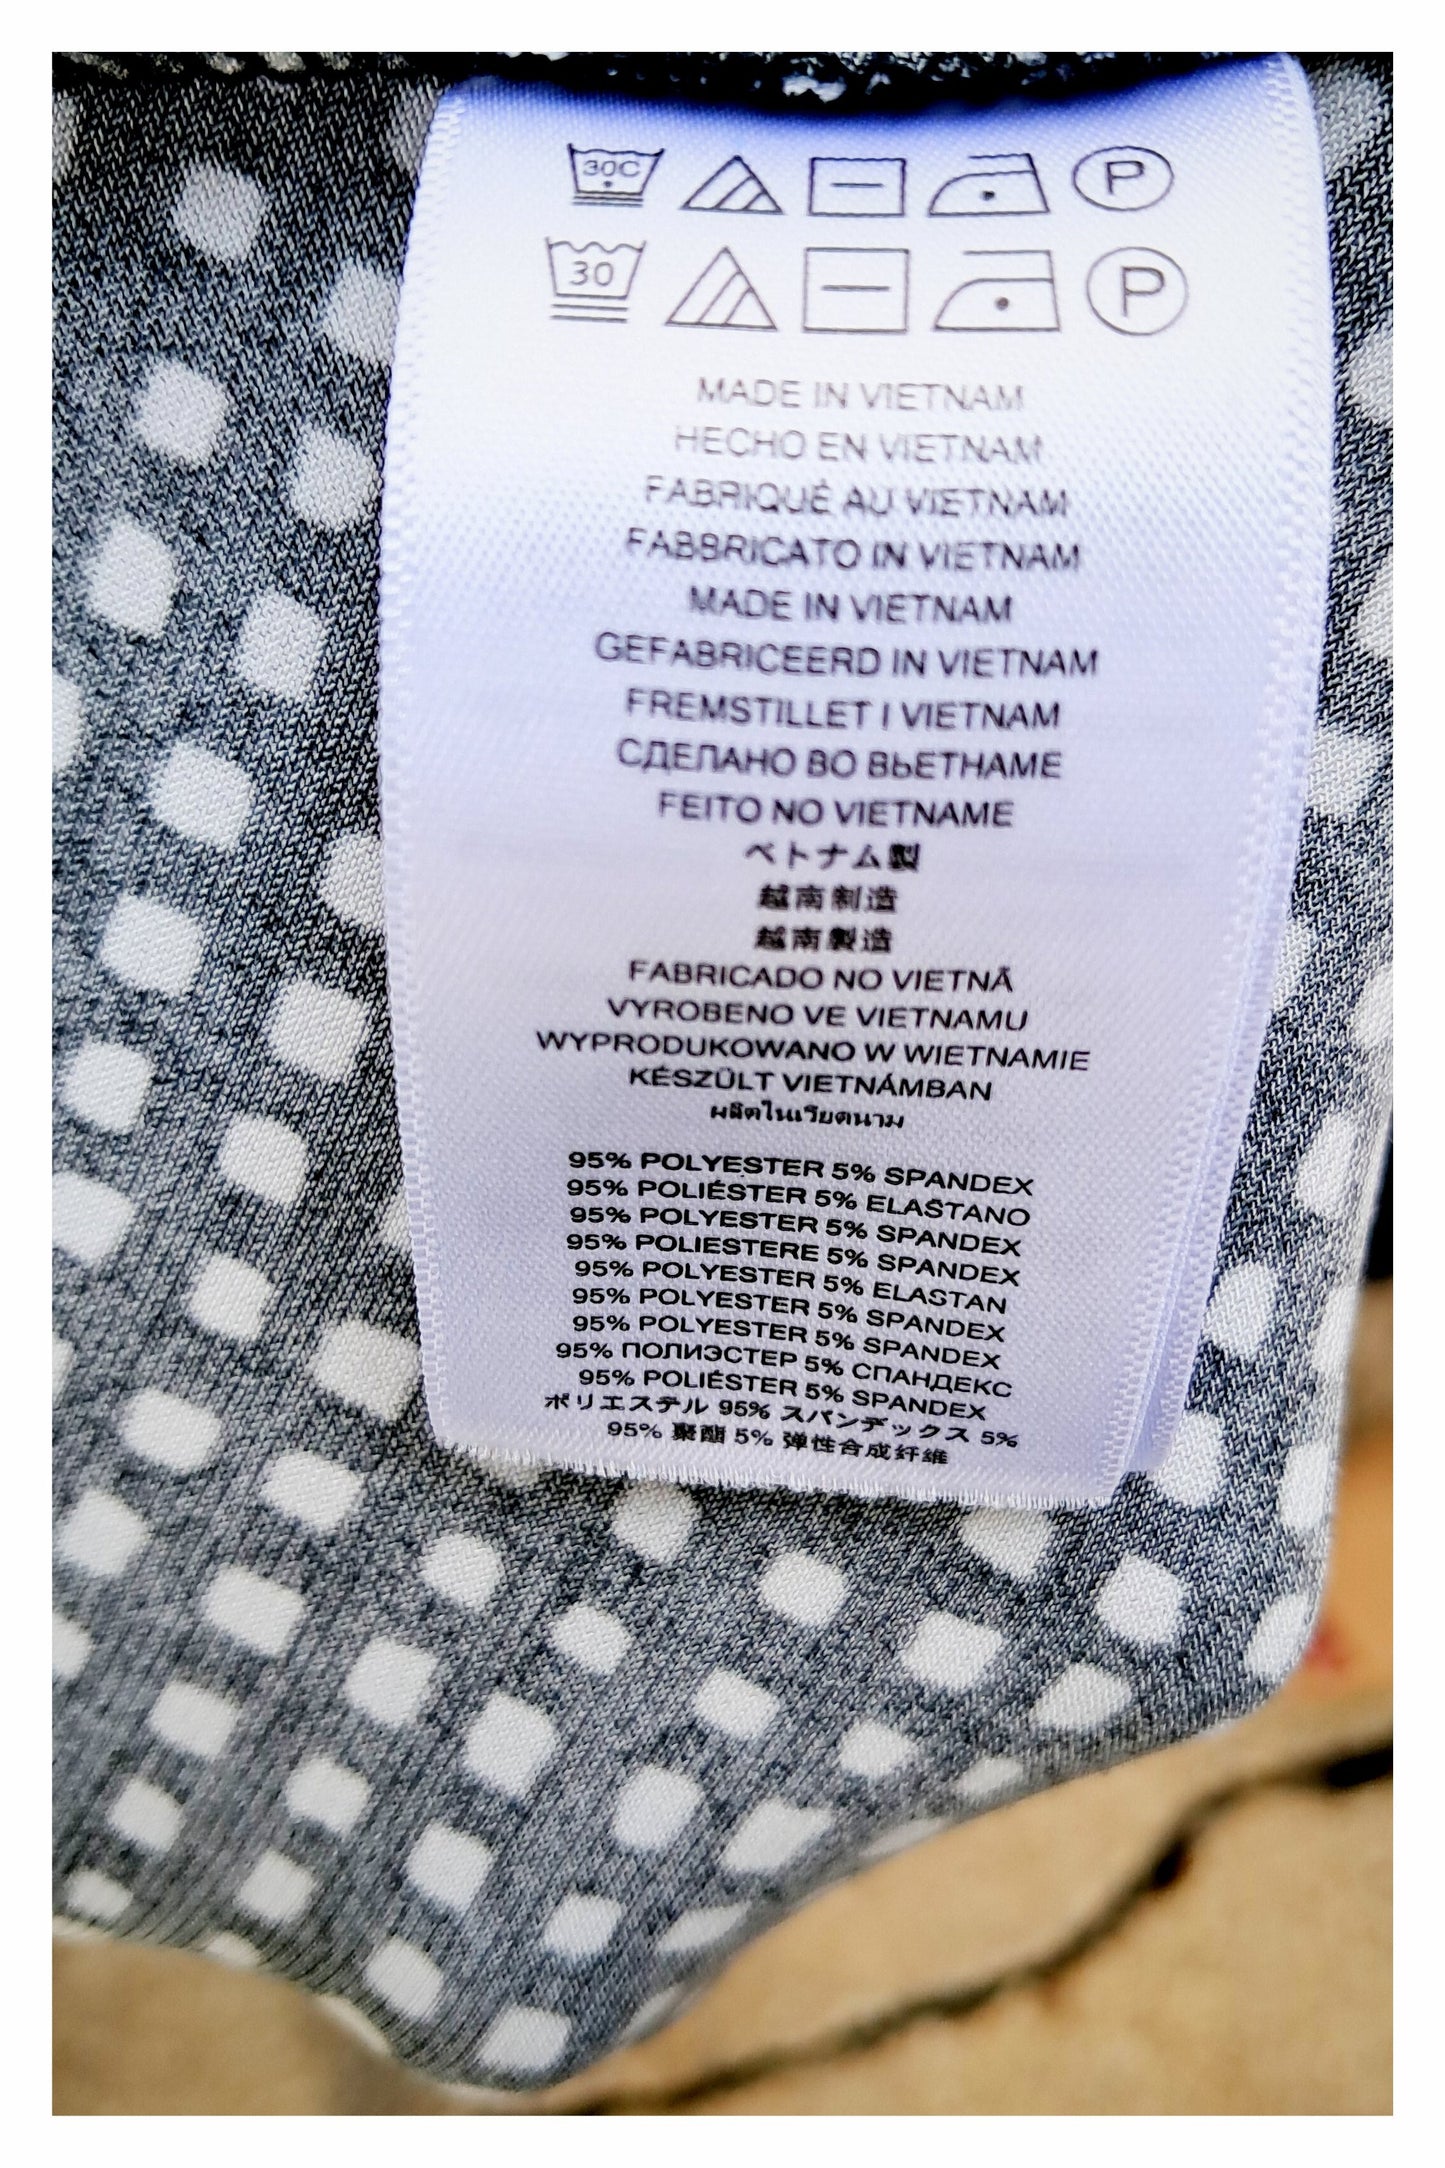 30C P
30 P
MADE IN VIETNAM
HECHO EN VIETNAM
FABRIQUÉ AU VIETNAM
FABBRICATO IN VIETNAM
MADE IN VIETNAM
GEFABRICEERD IN VIETNAM
FREMSTILLET I VIETNAM
СДЕЛАНО ВО ВЬЕТНАМЕ
FEITO NO VIETNAME
ベトナム製
越南制造
越南製造
FABRICADO NO VIETNÃ
VYROBENO VE VIETNAMU
WYPRODUKOWANO W WIETNAMIE
KÉSZÜLT VIETNÁMBAN
ผลิตในเวียดนาม
95% POLYESTER 5% SPANDEX
95% POLIÉSTER 5% ELASTANO
95% POLYESTER 5% SPANDEX
95% POLIESTERE 5% SPANDEX
95% POLYESTER 5% ELASTAN
95% POLYESTER 5% SPANDEX
95% POLYESTER 5% SPANDEX
95% ПОЛИЭСТЕР 5% СПАНДЕКС
95% POLIÉSTER 5% SPANDEX
ポリエステル 95% スパンデックス 5%
95% 聚酯 5% 弹性合成纤维